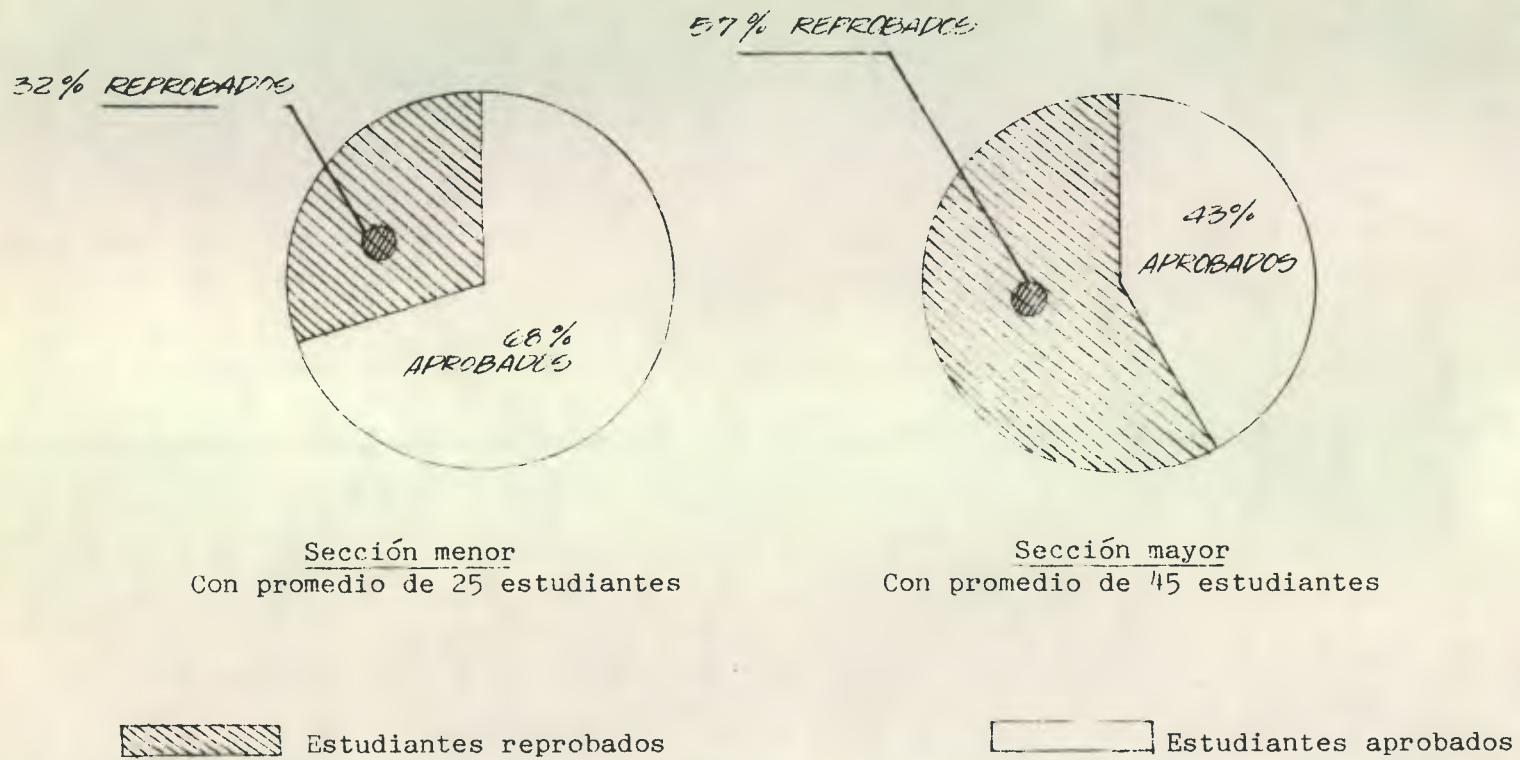 57% REPROBADOS
32% REPROBADOS
43%
APROBADOS
68%
APROBADOS
Sección menor
Con promedio de 25 estudiantes
Sección mayor
Con promedio de 45 estudiantes
Estudiantes reprobados
Estudiantes aprobados